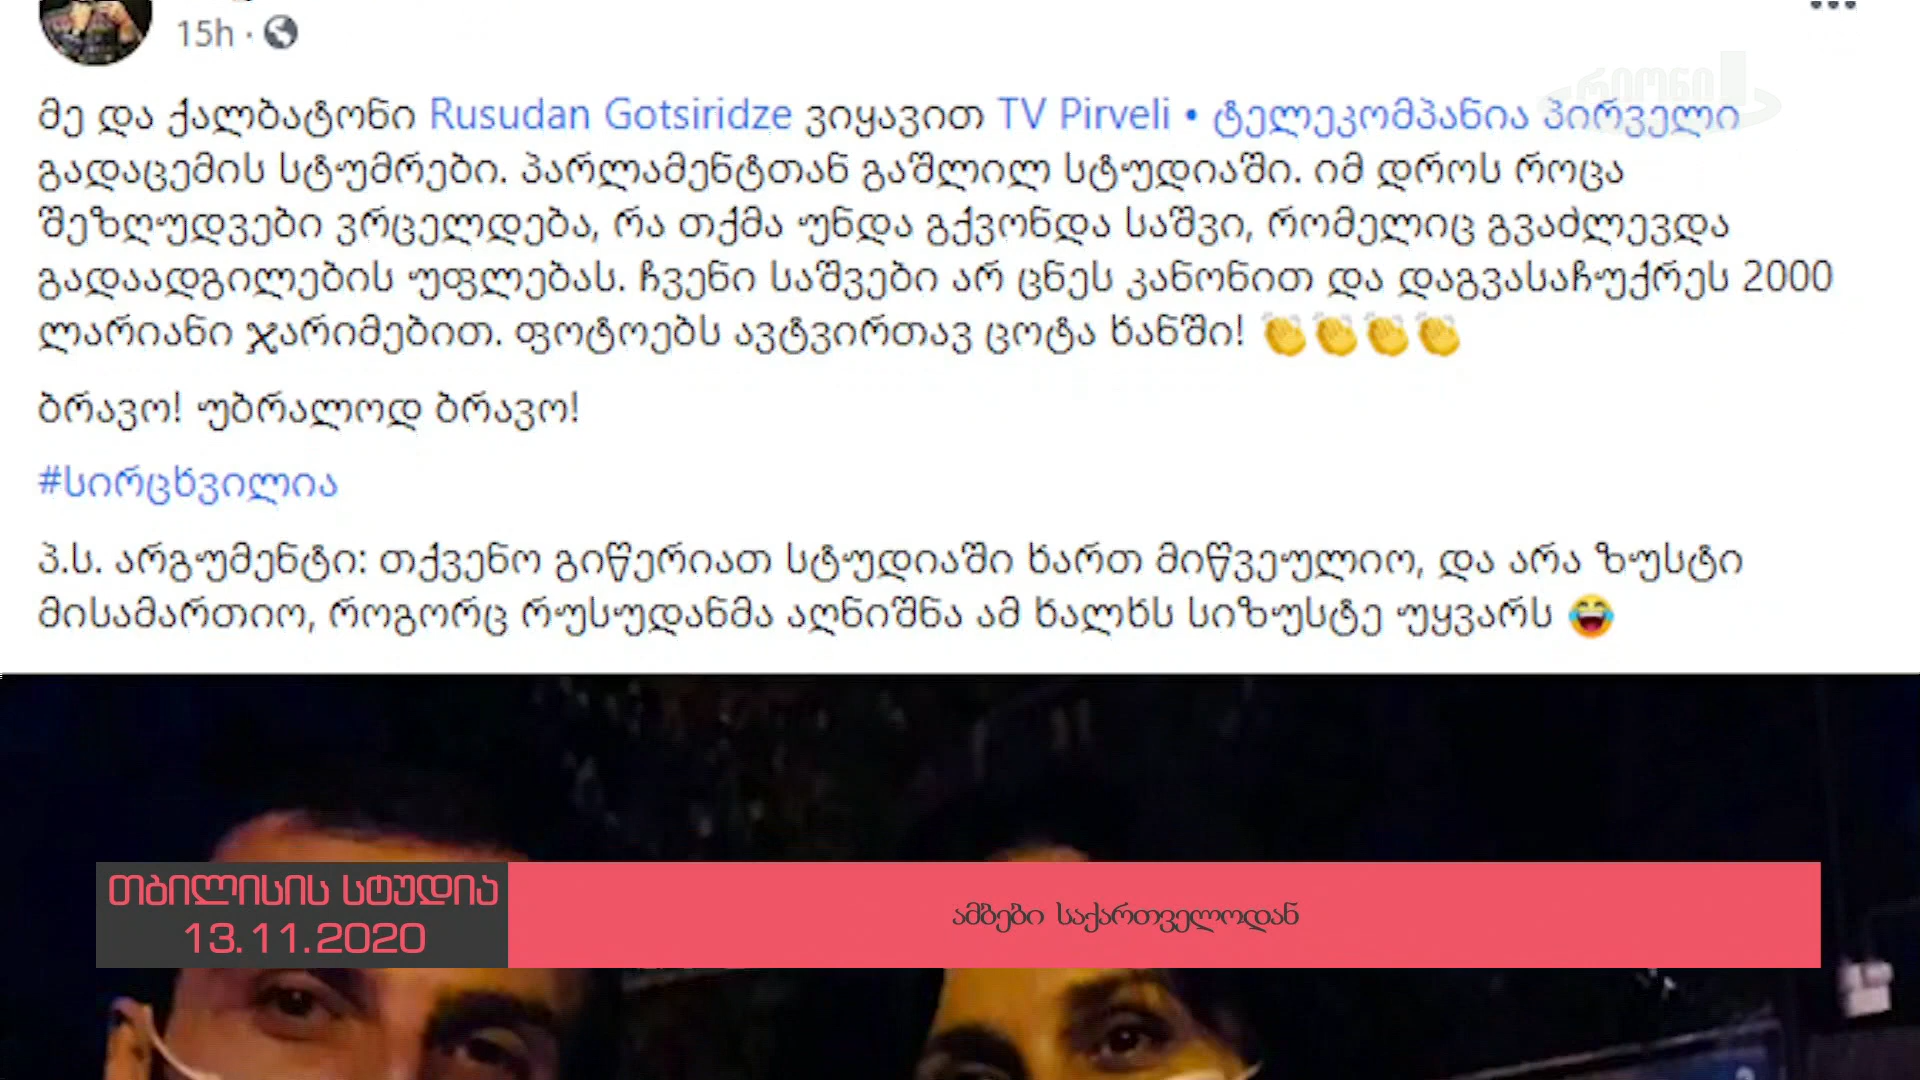 15h ·
რიონი
მე და ქალბატონი Rusudan Gotsiridze ვიყავით TV Pirveli • ტელეკომპანია პირველი
გადაცემის სტუმრები. პარლამენტთან გაშლილ სტუდიაში. იმ დროს როცა
შეზღუდვები ვრცელდება, რა თქმა უნდა გქვონდა საშვი, რომელიც გვაძლევდა
გადაადგილების უფლებას. ჩვენი საშვები არ ცნეს კანონით და დაგვასაჩუქრეს 2000
ლარიანი ჯარიმებით. ფოტოებს ავტვირთავ ცოტა ხანში! 👏👏👏👏
ბრავო! უბრალოდ ბრავო!
#სირცხვილია
პ.ს. არგუმენტი: თქვენო გიწერიათ სტუდიაში ხართ მიწვეულიო, და არა ზუსტი
მისამართიო, როგორც რუსუდანმა აღნიშნა ამ ხალხს სიზუსტე უყვარს 😂
თბილისის სტუდია
13.11.2020
ამბები საქართველოდან